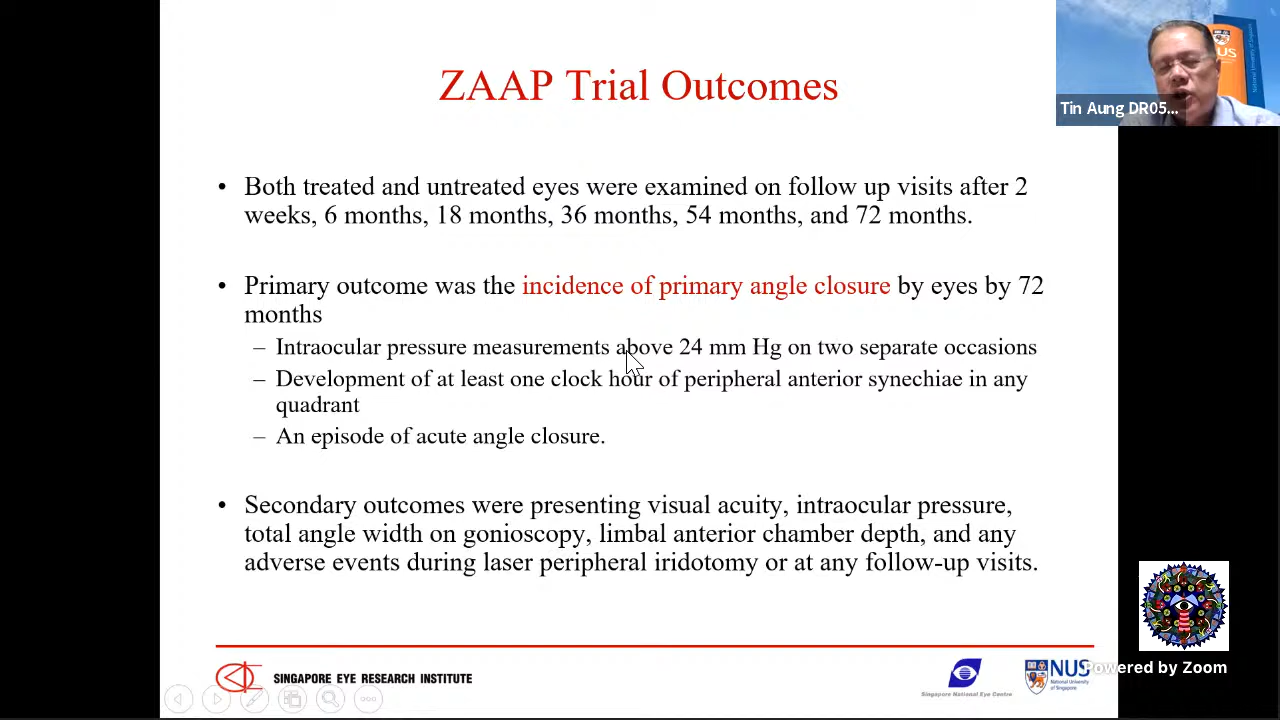 ZAAP Trial Outcomes
NUS
National University of Singapore
Tin Aung DR05...
• Both treated and untreated eyes were examined on follow up visits after 2
weeks, 6 months, 18 months, 36 months, 54 months, and 72 months.
• Primary outcome was the incidence of primary angle closure by eyes by 72
months
– Intraocular pressure measurements above 24 mm Hg on two separate occasions
– Development of at least one clock hour of peripheral anterior synechiae in any
quadrant
– An episode of acute angle closure.
• Secondary outcomes were presenting visual acuity, intraocular pressure,
total angle width on gonioscopy, limbal anterior chamber depth, and any
adverse events during laser peripheral iridotomy or at any follow-up visits.
SINGAPORE EYE RESEARCH INSTITUTE
Singapore National Eye Centre
NUS
National University
of Singapore
Powered by Zoom